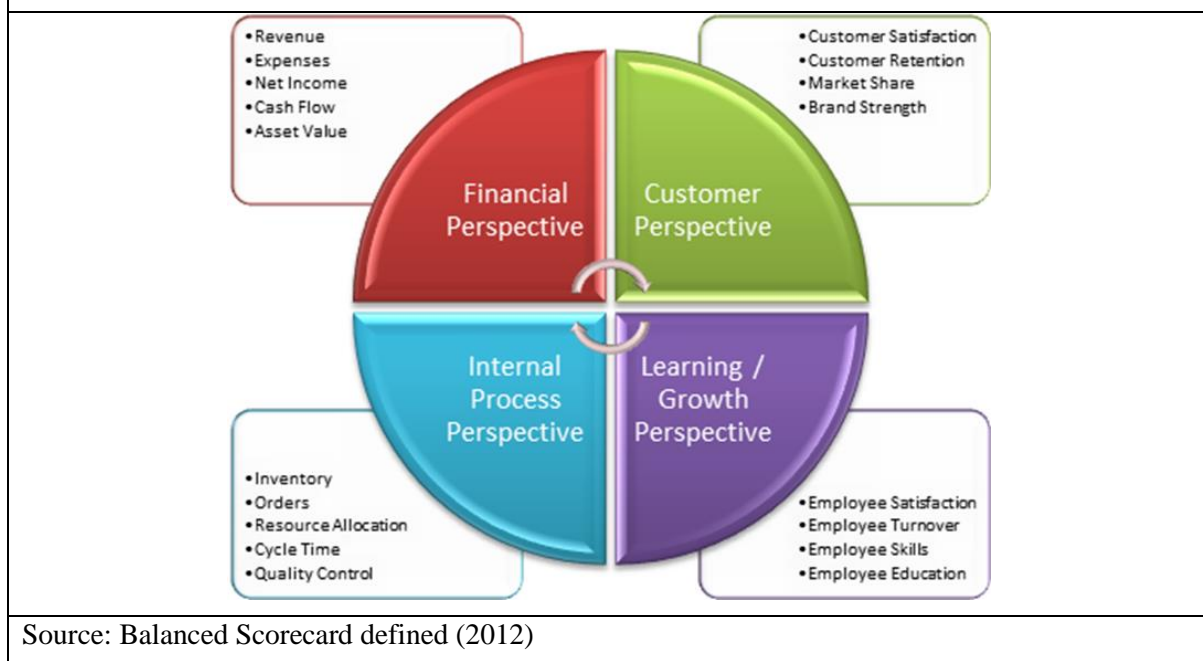 •Revenue
•Expenses
•Net Income
•Cash Flow
•Asset Value
•Customer Satisfaction
•Customer Retention
•Market Share
•Brand Strength
Financial
Perspective
Customer
Perspective
Internal
Process
Perspective
Learning /
Growth
Perspective
•Inventory
•Orders
•Resource Allocation
•Cycle Time
•Quality Control
•Employee Satisfaction
•Employee Turnover
•Employee Skills
•Employee Education
Source: Balanced Scorecard defined (2012)